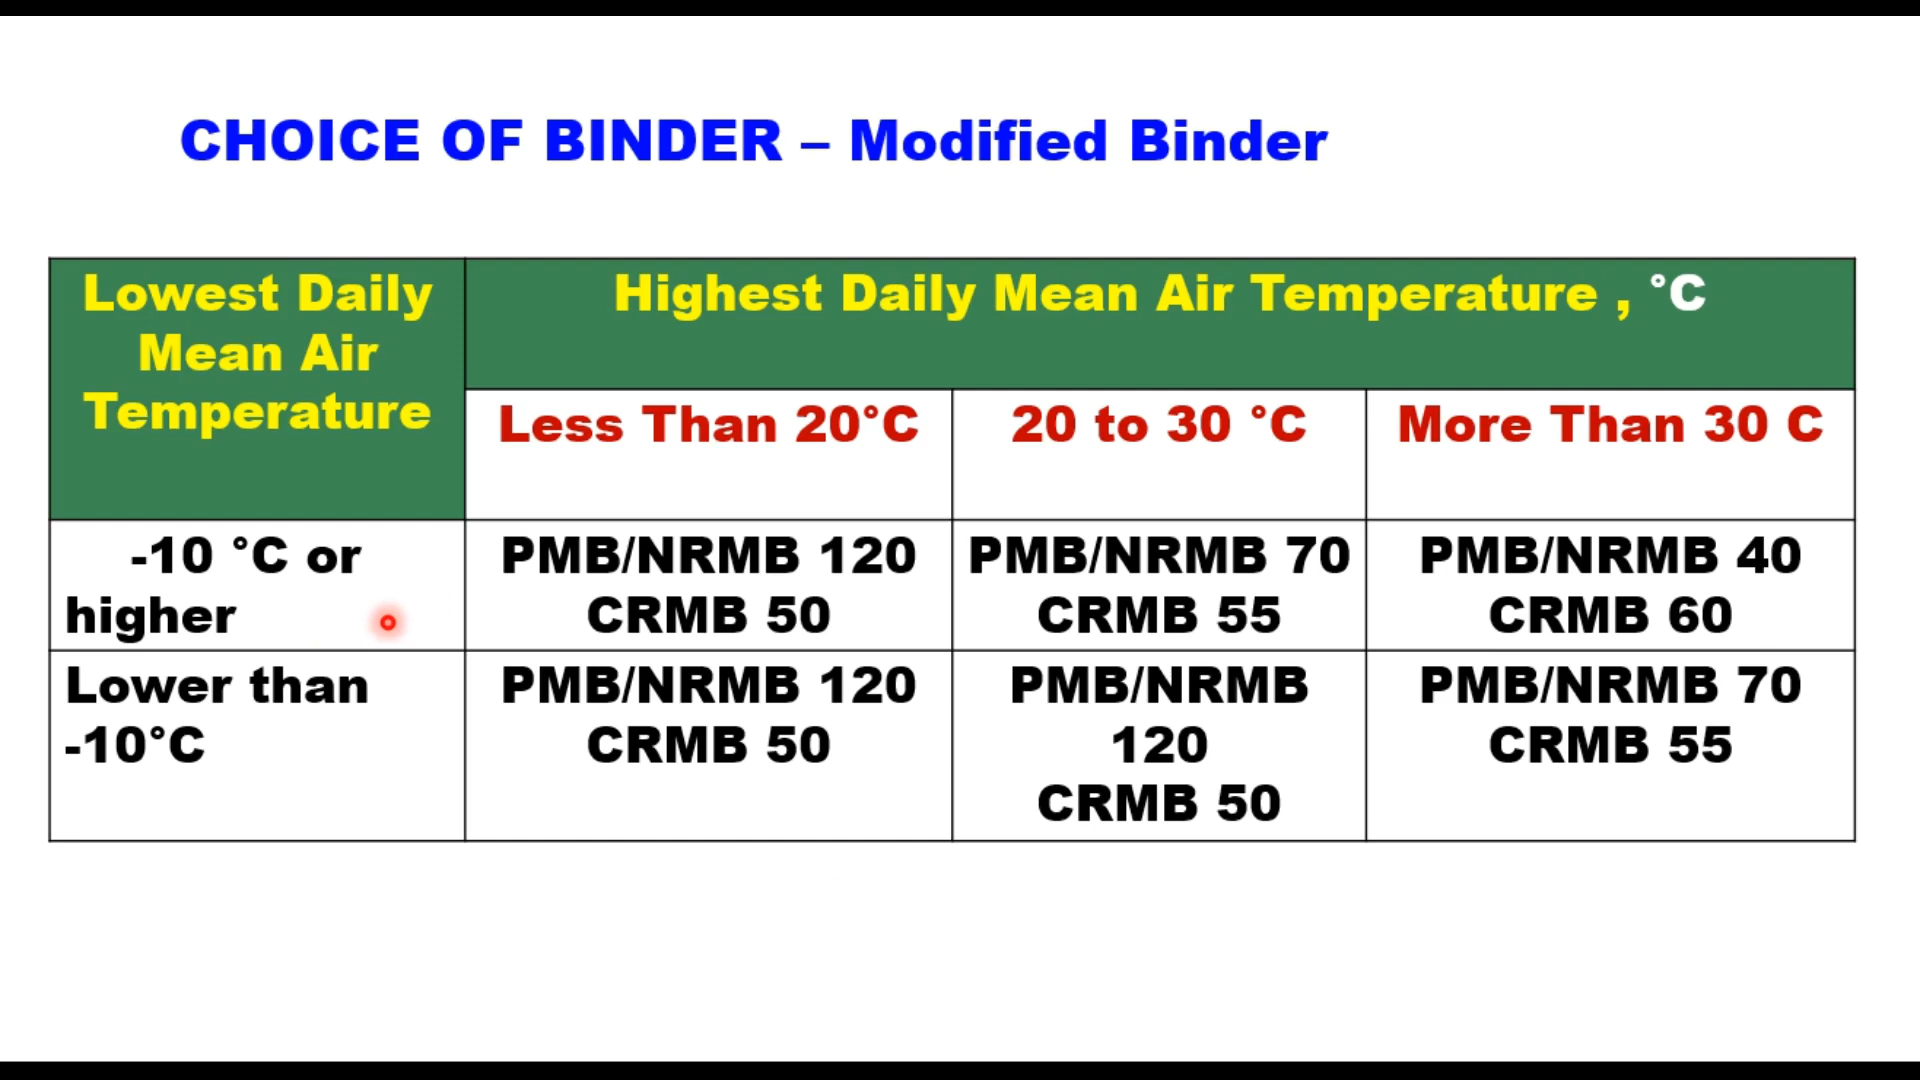 CHOICE OF BINDER – Modified Binder
Lowest Daily
Mean Air
Temperature
Highest Daily Mean Air Temperature , °C
Less Than 20°C
20 to 30 °C
More Than 30 C
-10 °C or
higher
PMB/NRMB 120
CRMB 50
PMB/NRMB 70
CRMB 55
PMB/NRMB 40
CRMB 60
Lower than
-10°C
PMB/NRMB 120
CRMB 50
PMB/NRMB
120
CRMB 50
PMB/NRMB 70
CRMB 55